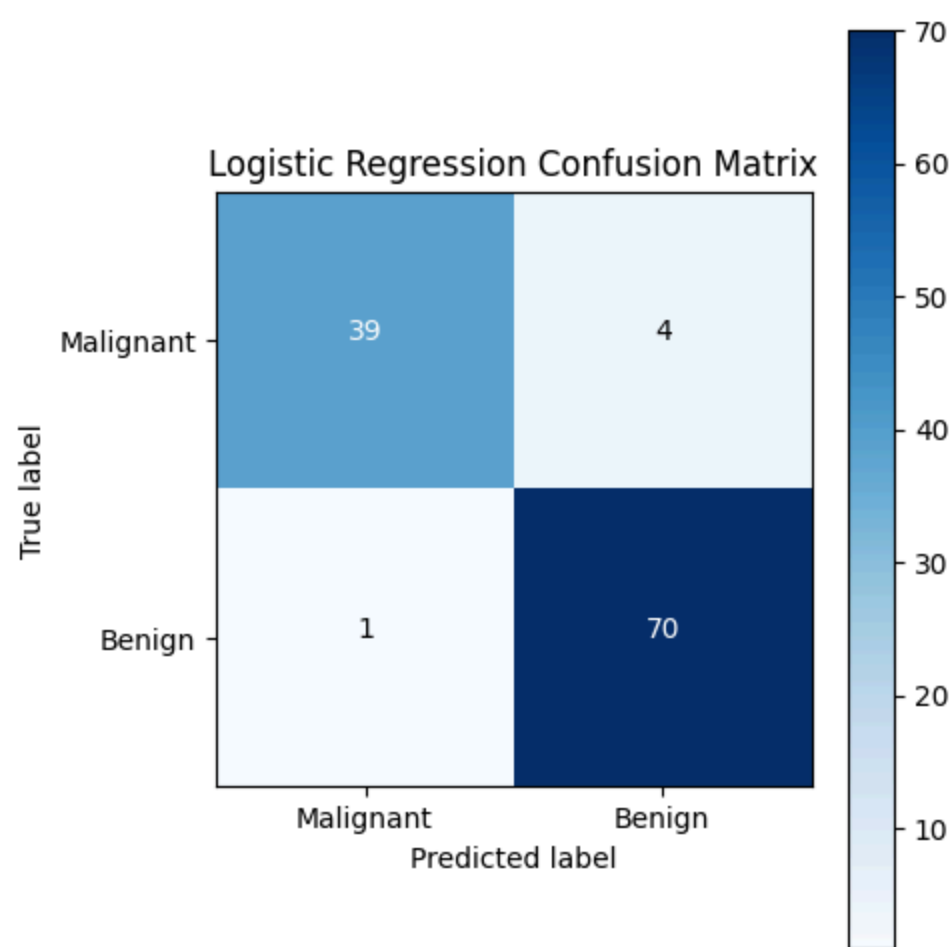 Logistic Regression Confusion Matrix
True label
Malignant
39 4
Benign
1 70
Malignant Benign
Predicted label
70
60
50
40
30
20
10